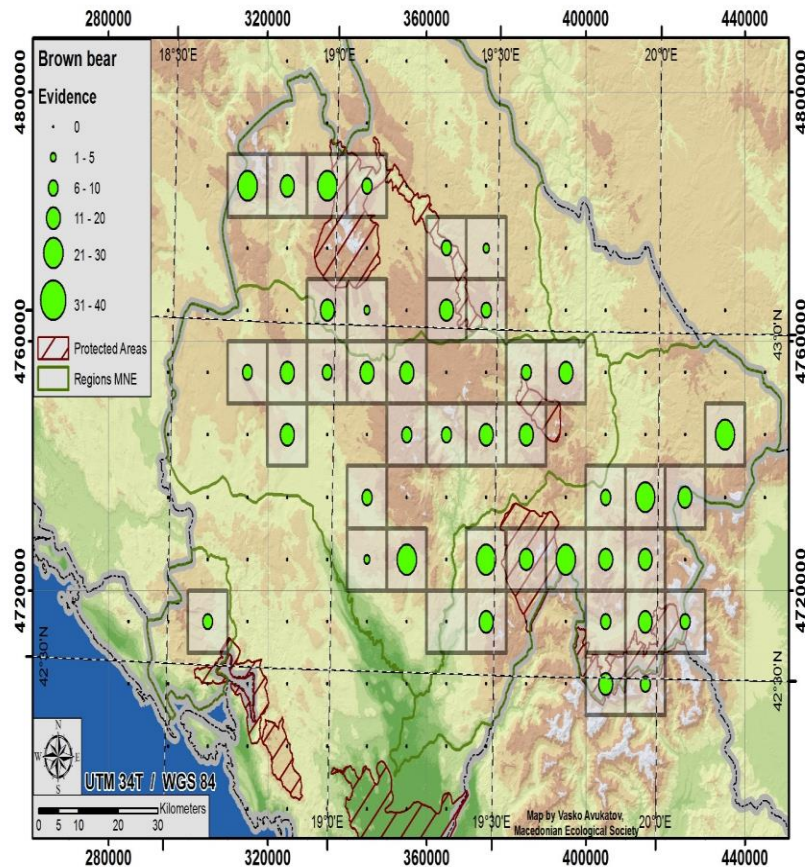 280000 320000 360000 400000 440000
18°30'E 19°0'E 19°30'E 20°0'E
Brown bear
Evidence
0
1 - 5
6 - 10
11 - 20
21 - 30
31 - 40
Protected Areas
Regions MNE
4800000 4800000
4760000 4760000
43°0'N
4720000 4720000
42°30'N 42°30'N
N
W E
S
UTM 34T / WGS 84
Kilometers
0 5 10 20 30
Map by Vasko Avukatov,
Macedonian Ecological Society
19°0'E 19°30'E 20°0'E
280000 320000 360000 400000 440000